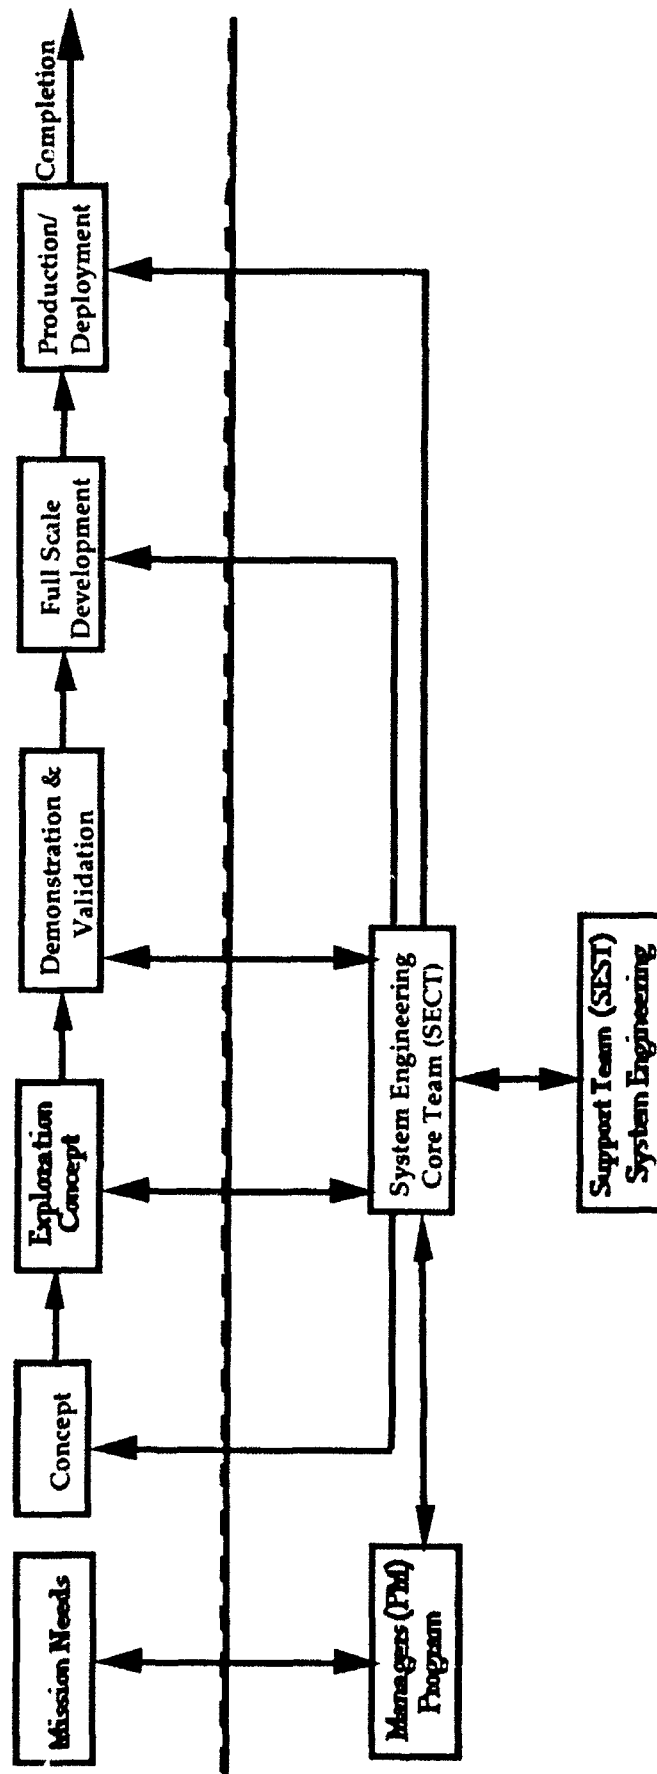 Mission Needs
Concept
Exploration
Concept
Demonstration &
Validation
Full Scale
Development
Production/
Deployment
Completion
Managers (PM)
Program
System Engineering
Core Team (SECT)
Support Team (SEST)
System Engineering